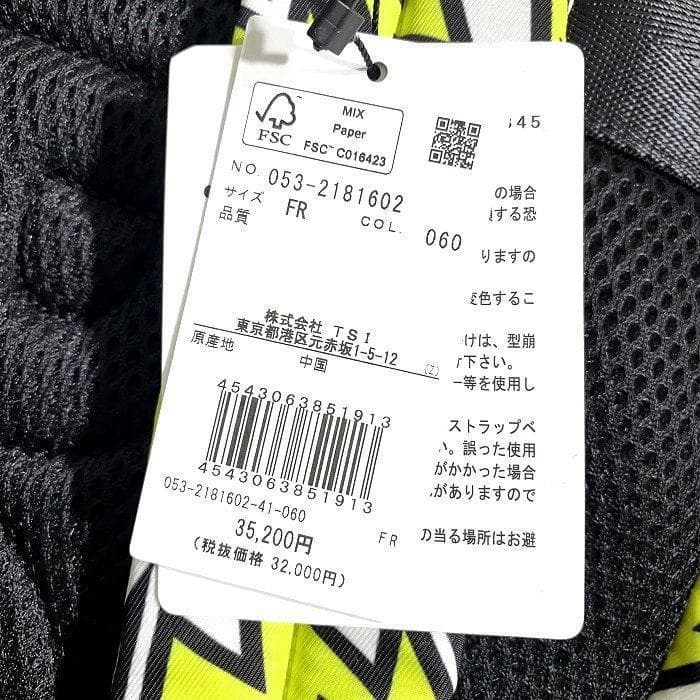 FSC
MIX
Paper
FSC™ C016423
45
NO. 053-2181602
サイズ FR COL. 060
品質
株式会社 TSI
東京都港区元赤坂1-5-12
(Z)
原産地 中国
4543063851913
4543063851913
053-2181602-41-060
35,200円
(税抜価格 32,000円)
FR
の場合
する恐
りますの
変色するこ
けは、型崩
下さい。
ー等を使用し
ストラップベ
い。誤った使用
がかかった場合
がありますので
の当る場所はお避